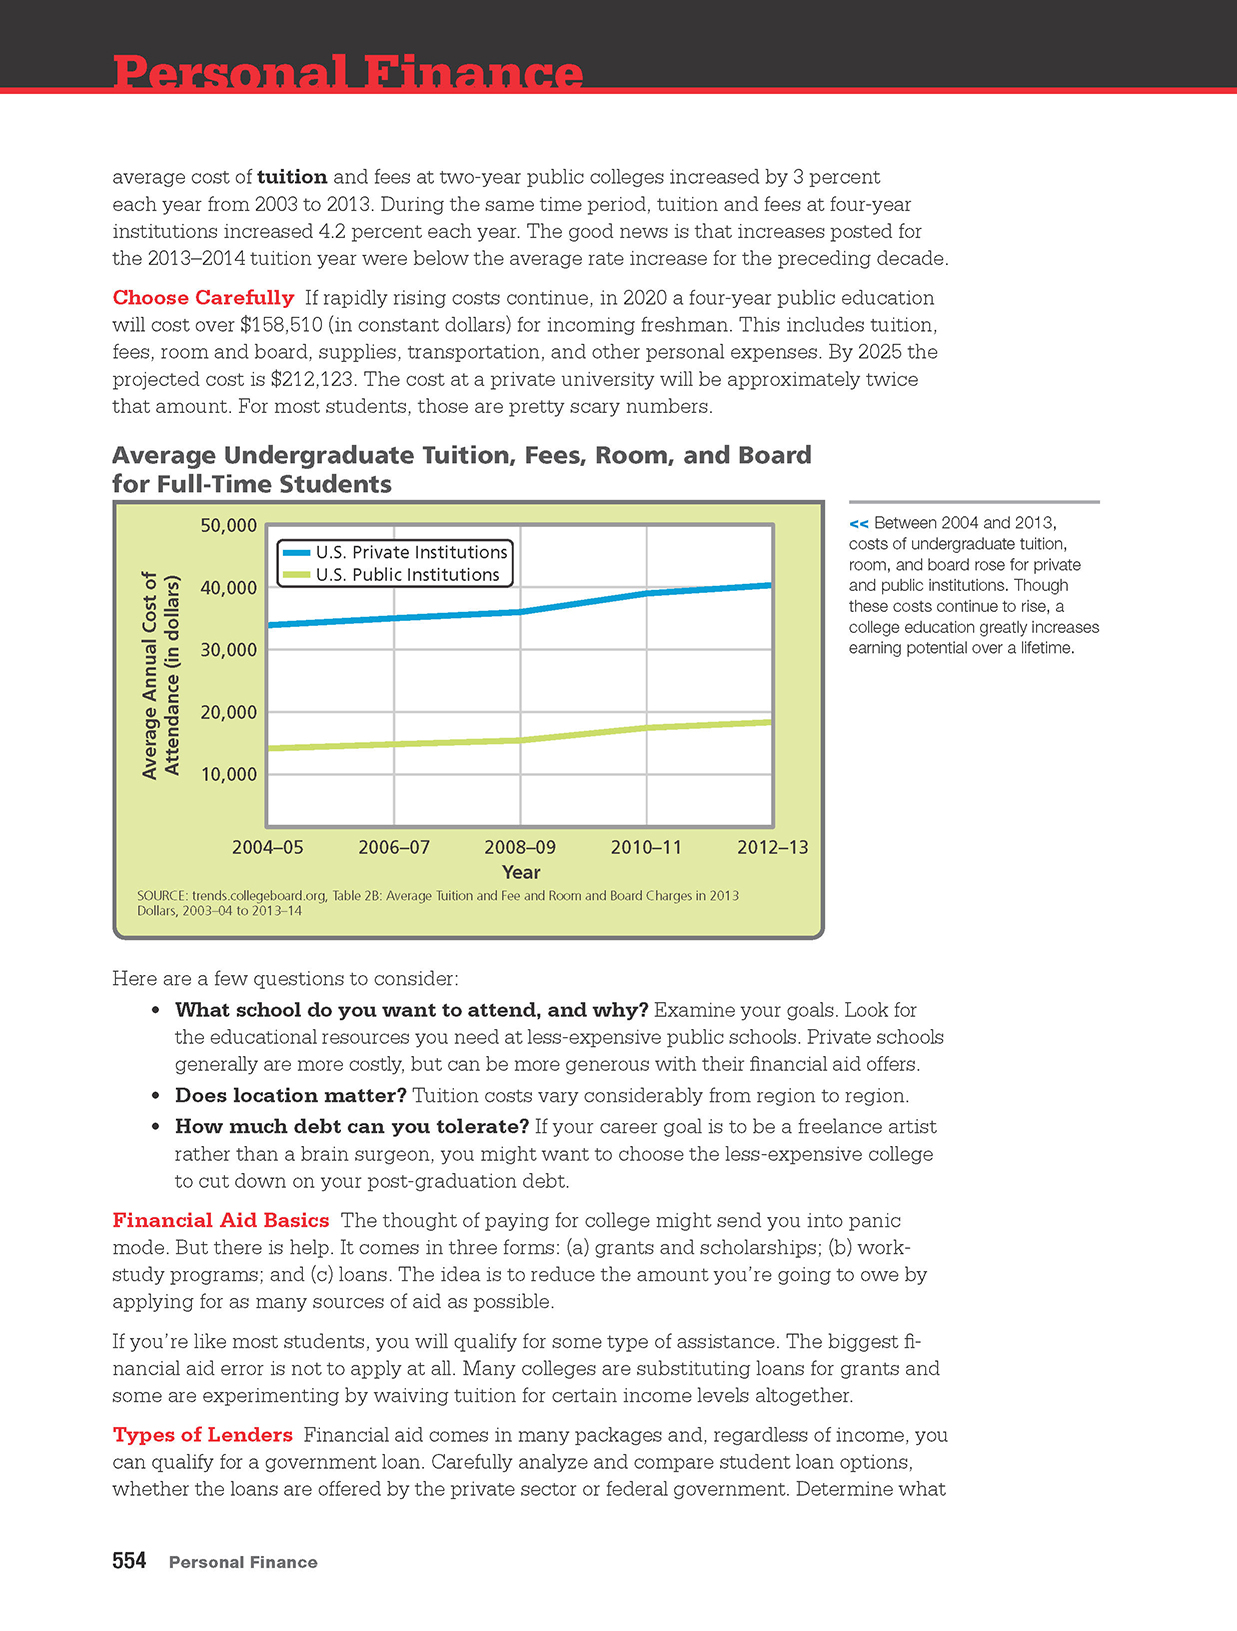 Personal Finance
average cost of tuition and fees at two-year public colleges increased by 3 percent
each year from 2003 to 2013. During the same time period, tuition and fees at four-year
institutions increased 4.2 percent each year. The good news is that increases posted for
the 2013–2014 tuition year were below the average rate increase for the preceding decade.
Choose Carefully If rapidly rising costs continue, in 2020 a four-year public education
will cost over $158,510 (in constant dollars) for incoming freshman. This includes tuition,
fees, room and board, supplies, transportation, and other personal expenses. By 2025 the
projected cost is $212,123. The cost at a private university will be approximately twice
that amount. For most students, those are pretty scary numbers.
Average Undergraduate Tuition, Fees, Room, and Board
for Full-Time Students
50,000
40,000
30,000
20,000
10,000
Average Annual Cost of
Attendance (in dollars)
U.S. Private Institutions
U.S. Public Institutions
2004–05 2006–07 2008–09 2010–11 2012–13
Year
SOURCE: trends.collegeboard.org, Table 2B: Average Tuition and Fee and Room and Board Charges in 2013
Dollars, 2003–04 to 2013–14
<< Between 2004 and 2013,
costs of undergraduate tuition,
room, and board rose for private
and public institutions. Though
these costs continue to rise, a
college education greatly increases
earning potential over a lifetime.
Here are a few questions to consider:
• What school do you want to attend, and why? Examine your goals. Look for
the educational resources you need at less-expensive public schools. Private schools
generally are more costly, but can be more generous with their financial aid offers.
• Does location matter? Tuition costs vary considerably from region to region.
• How much debt can you tolerate? If your career goal is to be a freelance artist
rather than a brain surgeon, you might want to choose the less-expensive college
to cut down on your post-graduation debt.
Financial Aid Basics The thought of paying for college might send you into panic
mode. But there is help. It comes in three forms: (a) grants and scholarships; (b) work-
study programs; and (c) loans. The idea is to reduce the amount you're going to owe by
applying for as many sources of aid as possible.
If you're like most students, you will qualify for some type of assistance. The biggest fi-
nancial aid error is not to apply at all. Many colleges are substituting loans for grants and
some are experimenting by waiving tuition for certain income levels altogether.
Types of Lenders Financial aid comes in many packages and, regardless of income, you
can qualify for a government loan. Carefully analyze and compare student loan options,
whether the loans are offered by the private sector or federal government. Determine what
554 Personal Finance